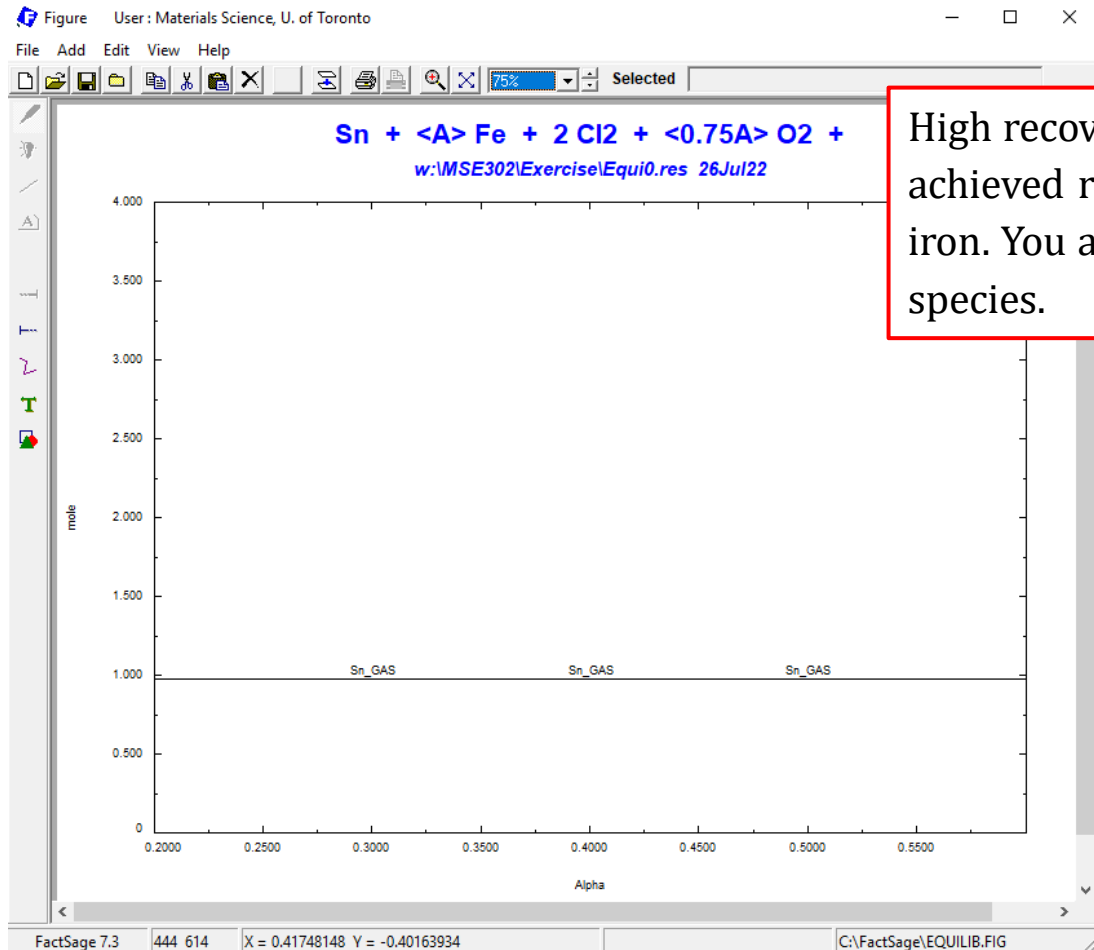 Figure User : Materials Science, U. of Toronto
File Add Edit View Help
75% Selected
Sn + <A> Fe + 2 Cl2 + <0.75A> O2 +
w:\MSE302\Exercise\Equi0.res 26Jul22
High
achieved
iron. You
species.
4.000
3.500
3.000
2.500
2.000
1.500
1.000
0.500
0
mole
Sn_GAS Sn_GAS Sn_GAS
0.2000 0.2500 0.3000 0.3500 0.4000 0.4500 0.5000 0.5500
Alpha
A
T
FactSage 7.3 444 614 X = 0.41748148 Y = -0.40163934 C:\FactSage\EQUILIB.FIG